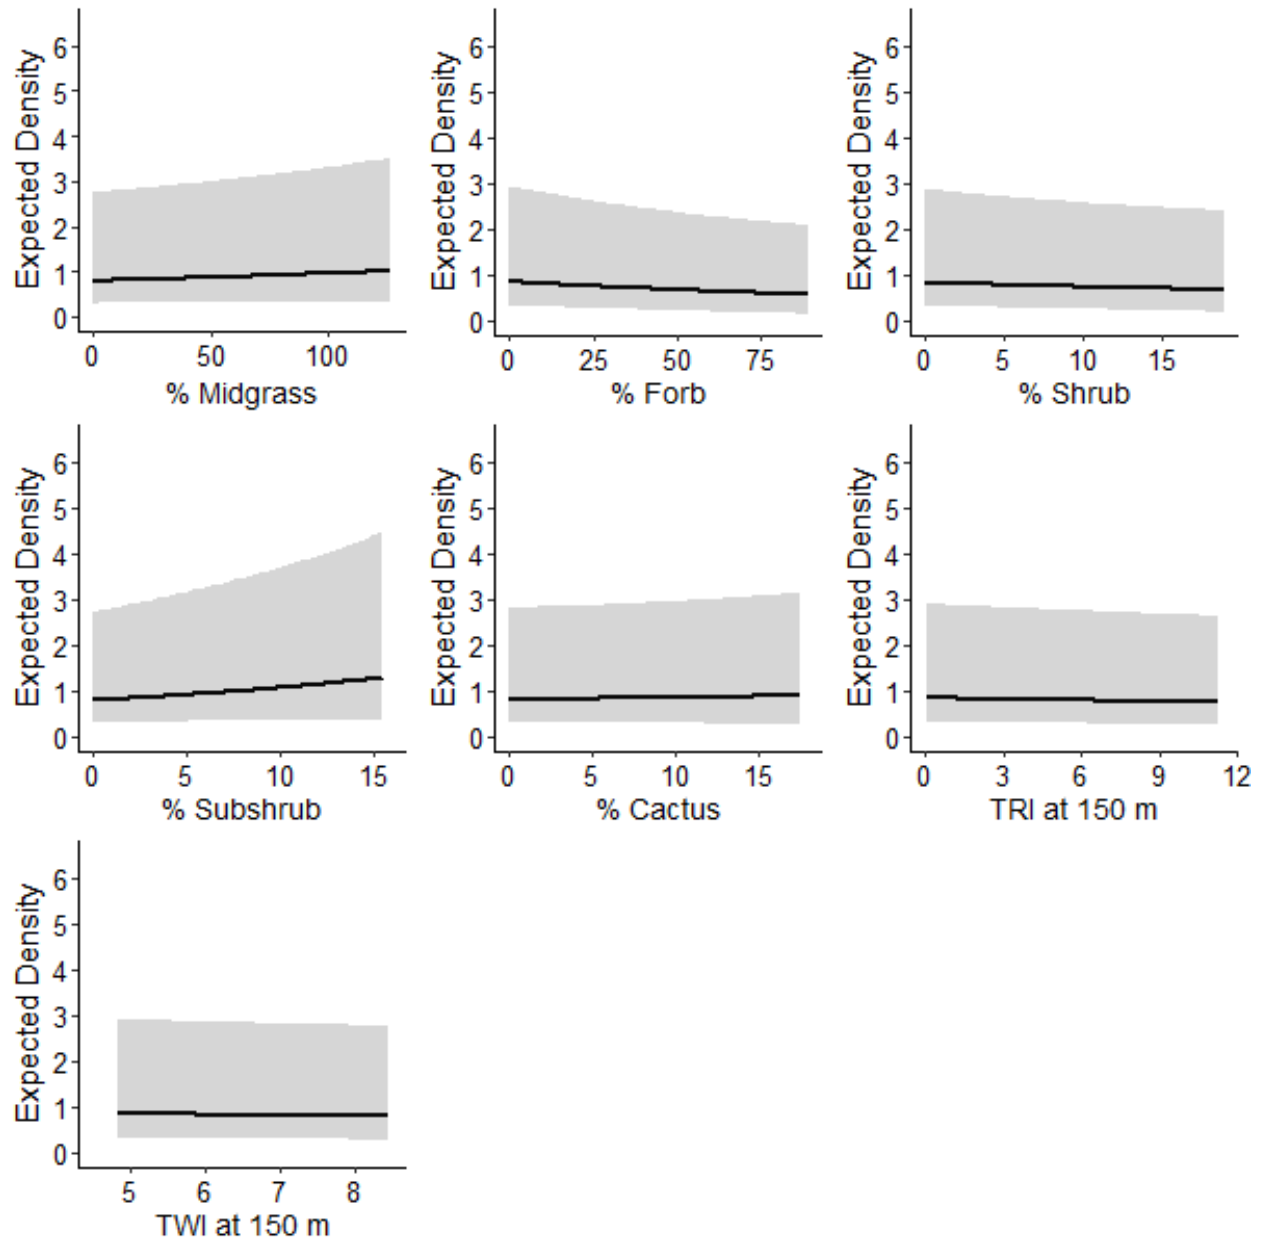 Expected Density
6
5
4
3
2
1
0
0 50 100
% Midgrass
Expected Density
6
5
4
3
2
1
0
0 25 50 75
% Forb
Expected Density
6
5
4
3
2
1
0
0 5 10 15
% Shrub
Expected Density
6
5
4
3
2
1
0
0 5 10 15
% Subshrub
Expected Density
6
5
4
3
2
1
0
0 5 10 15
% Cactus
Expected Density
6
5
4
3
2
1
0
0 3 6 9 12
TRI at 150 m
Expected Density
6
5
4
3
2
1
0
5 6 7 8
TWI at 150 m